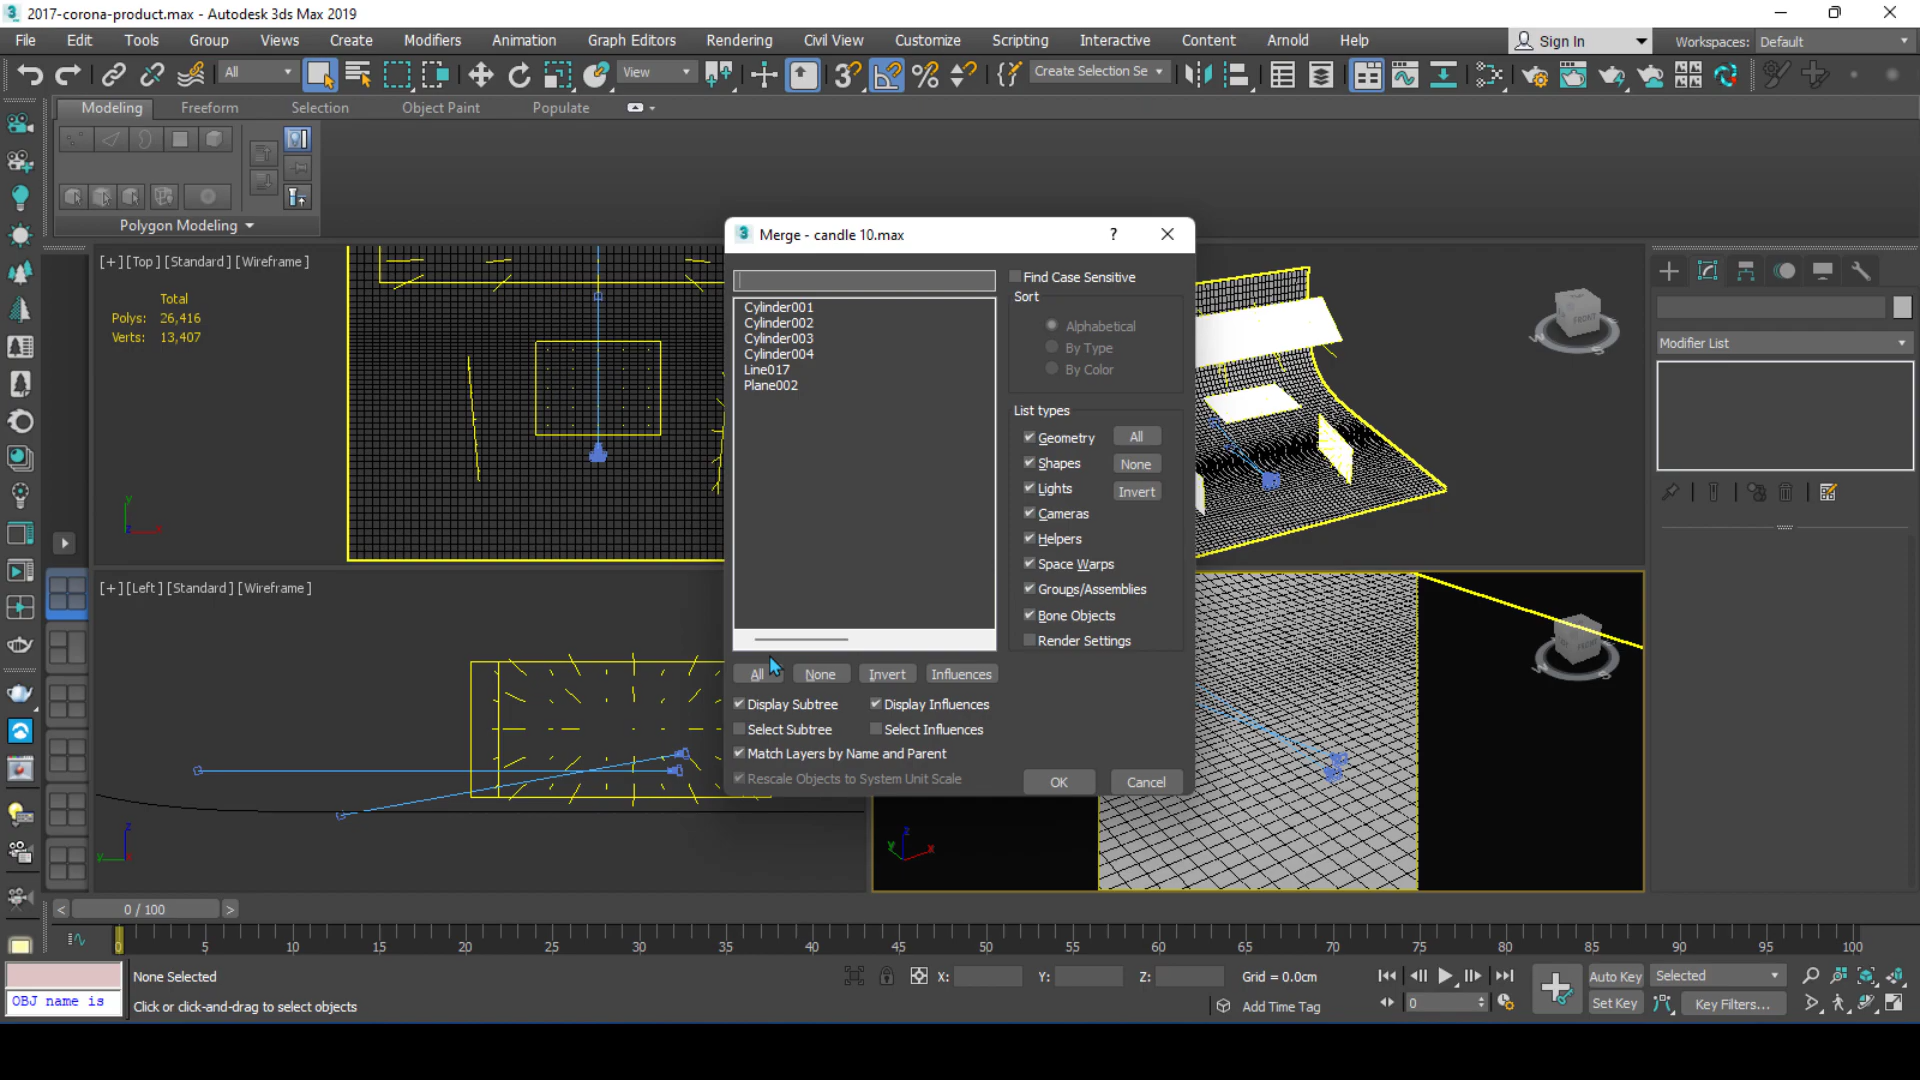 2017-corona-product.max - Autodesk 3ds Max 2019
File Edit Tools Group Views Create Modifiers Animation Graph Editors Rendering Civil View Customize Scripting Interactive Content Arnold Help Sign In Workspaces: Default
All View Create Selection Se
Modeling Freeform Selection Object Paint Populate
Polygon Modeling
[+] [Top] [Standard] [Wireframe]
Total
Polys: 26,416
Verts: 13,407
Merge - candle 10.max
Find Case Sensitive
Sort
Alphabetical
By Type
By Color
Cylinder001
Cylinder002
Cylinder003
Cylinder004
Line017
Plane002
List types
Geometry All
Shapes None
Lights Invert
Cameras
Helpers
Space Warps
Groups/Assemblies
Bone Objects
Render Settings
All None Invert Influences
Display Subtree Display Influences
Select Subtree Select Influences
Match Layers by Name and Parent
Rescale Objects to System Unit Scale
OK Cancel
FRONT
Modifier List
[+] [Left] [Standard] [Wireframe]
0 / 100
0 5 10 15 20 25 30 35 40 45 50 55 60 65 70 75 80 85 90 95 100
None Selected X: Y: Z: Grid = 0.0cm Auto Key Selected
OBJ name is Click or click-and-drag to select objects Add Time Tag 0 Set Key Key Filters...